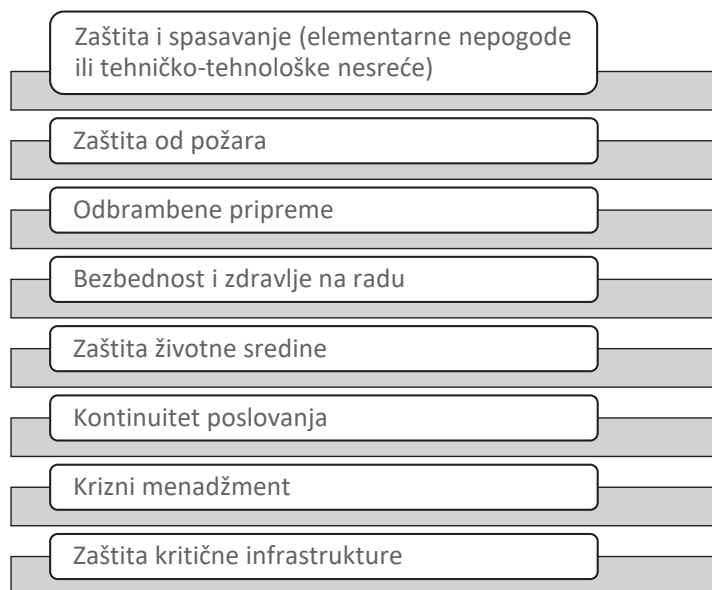 Zaštita i spasavanje (elementarne nepogode
ili tehničko-tehnološke nesreće)
Zaštita od požara
Odbrambene pripreme
Bezbednost i zdravlje na radu
Zaštita životne sredine
Kontinuitet poslovanja
Krizni menadžment
Zaštita kritične infrastrukture